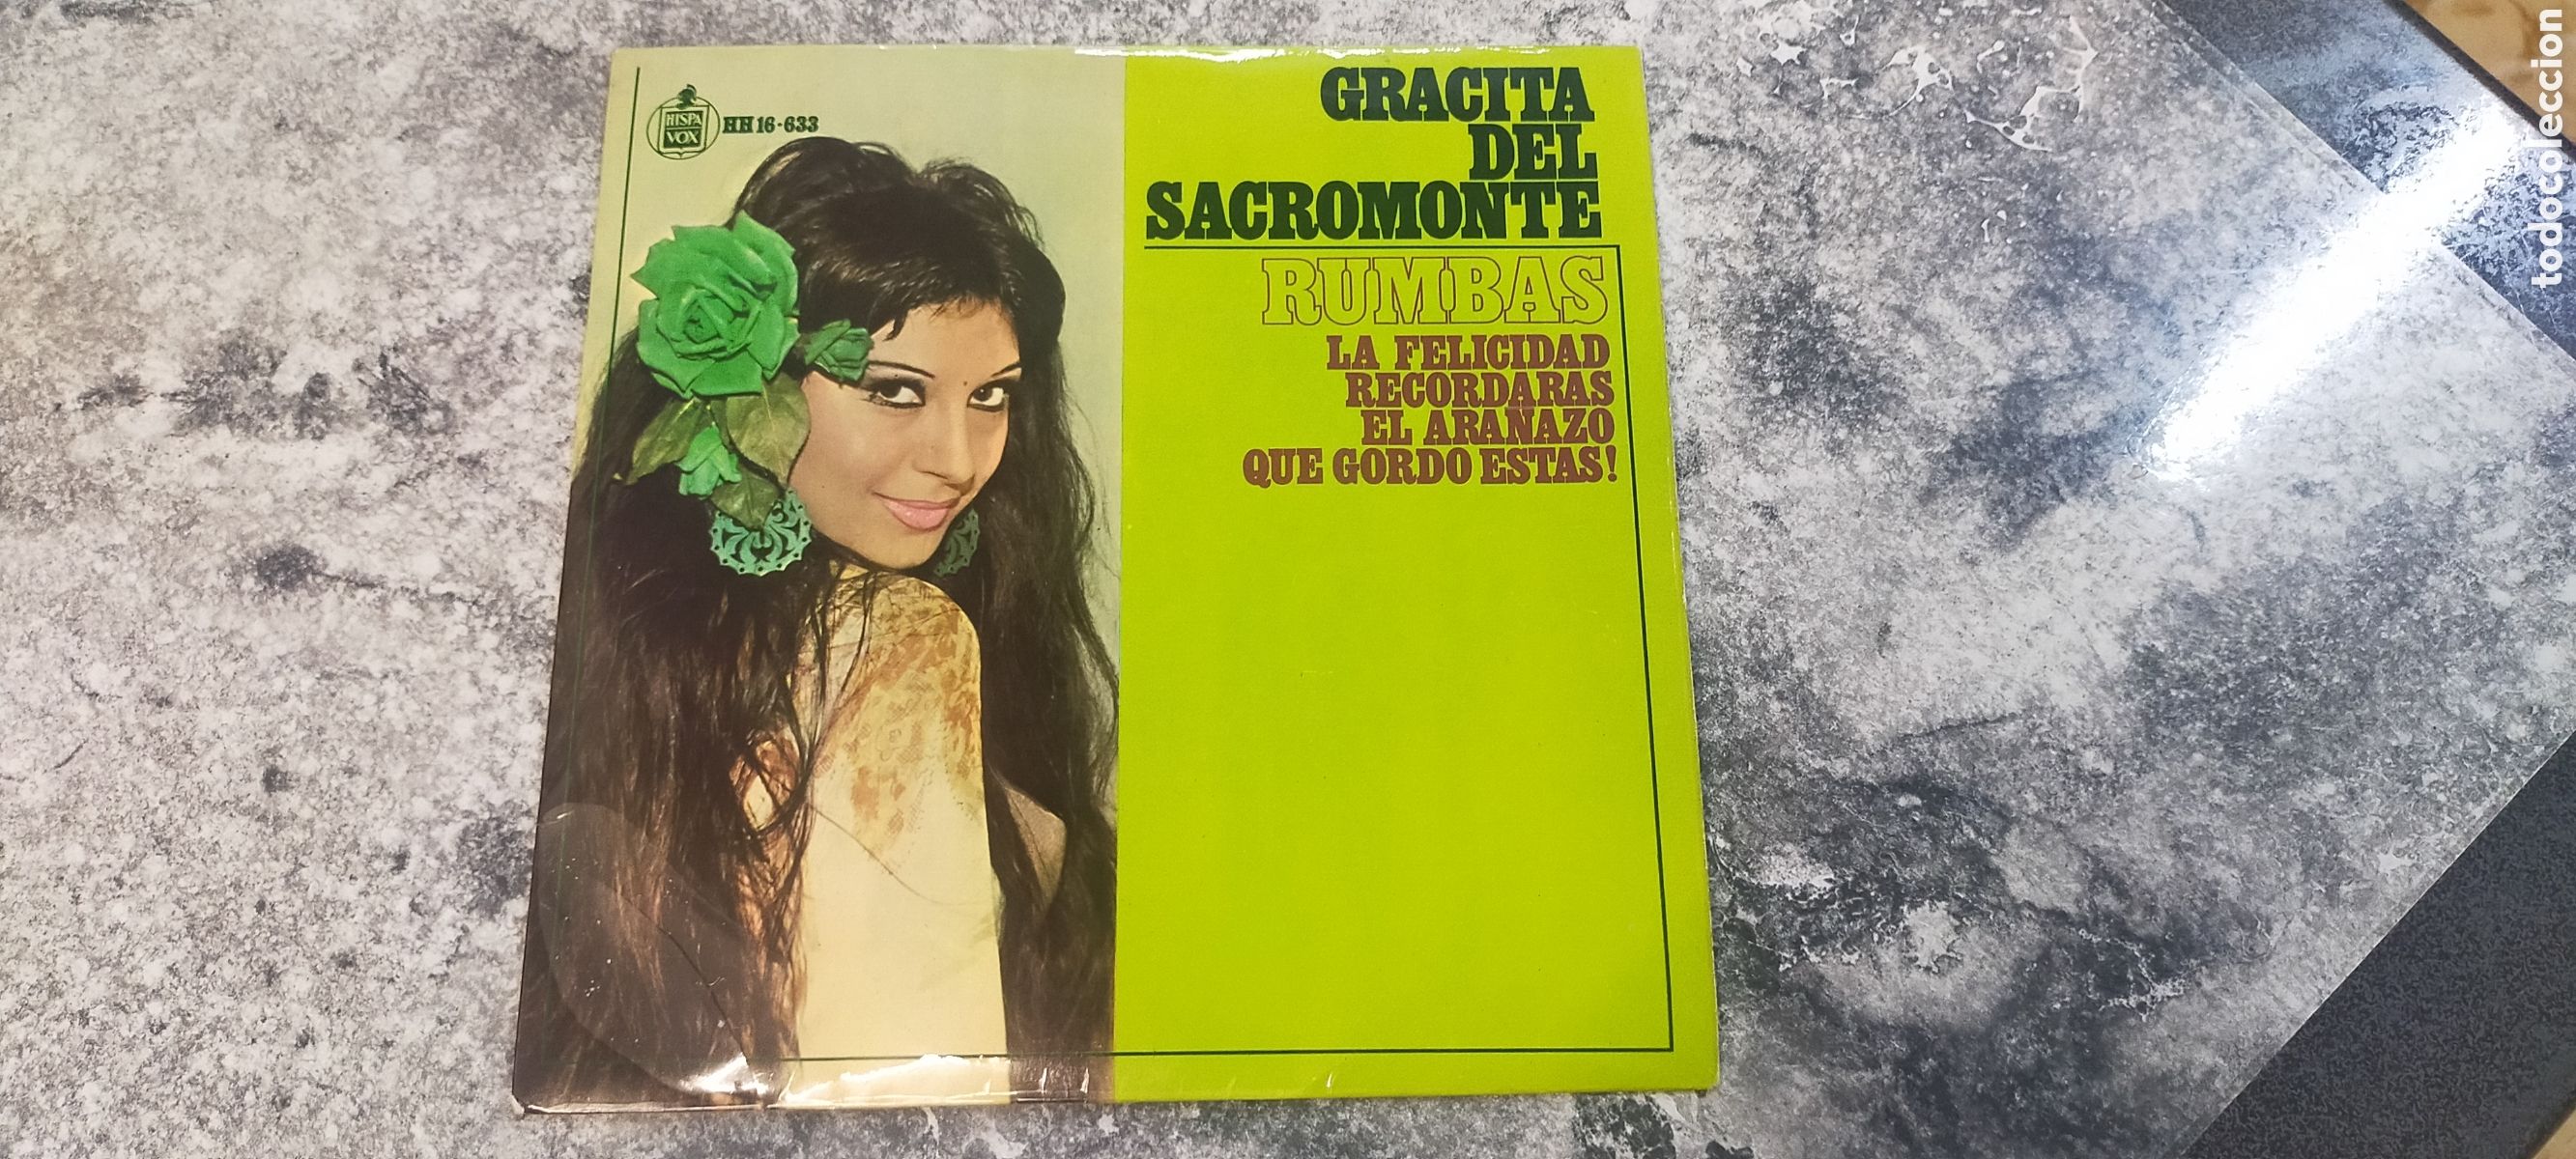 HISPA
VOX
HH 16-633
GRACITA
DEL
SACROMONTE
RUMBAS
LA FELICIDAD
RECORDARAS
EL ARAÑAZO
QUE GORDO ESTAS!
todocoleccion